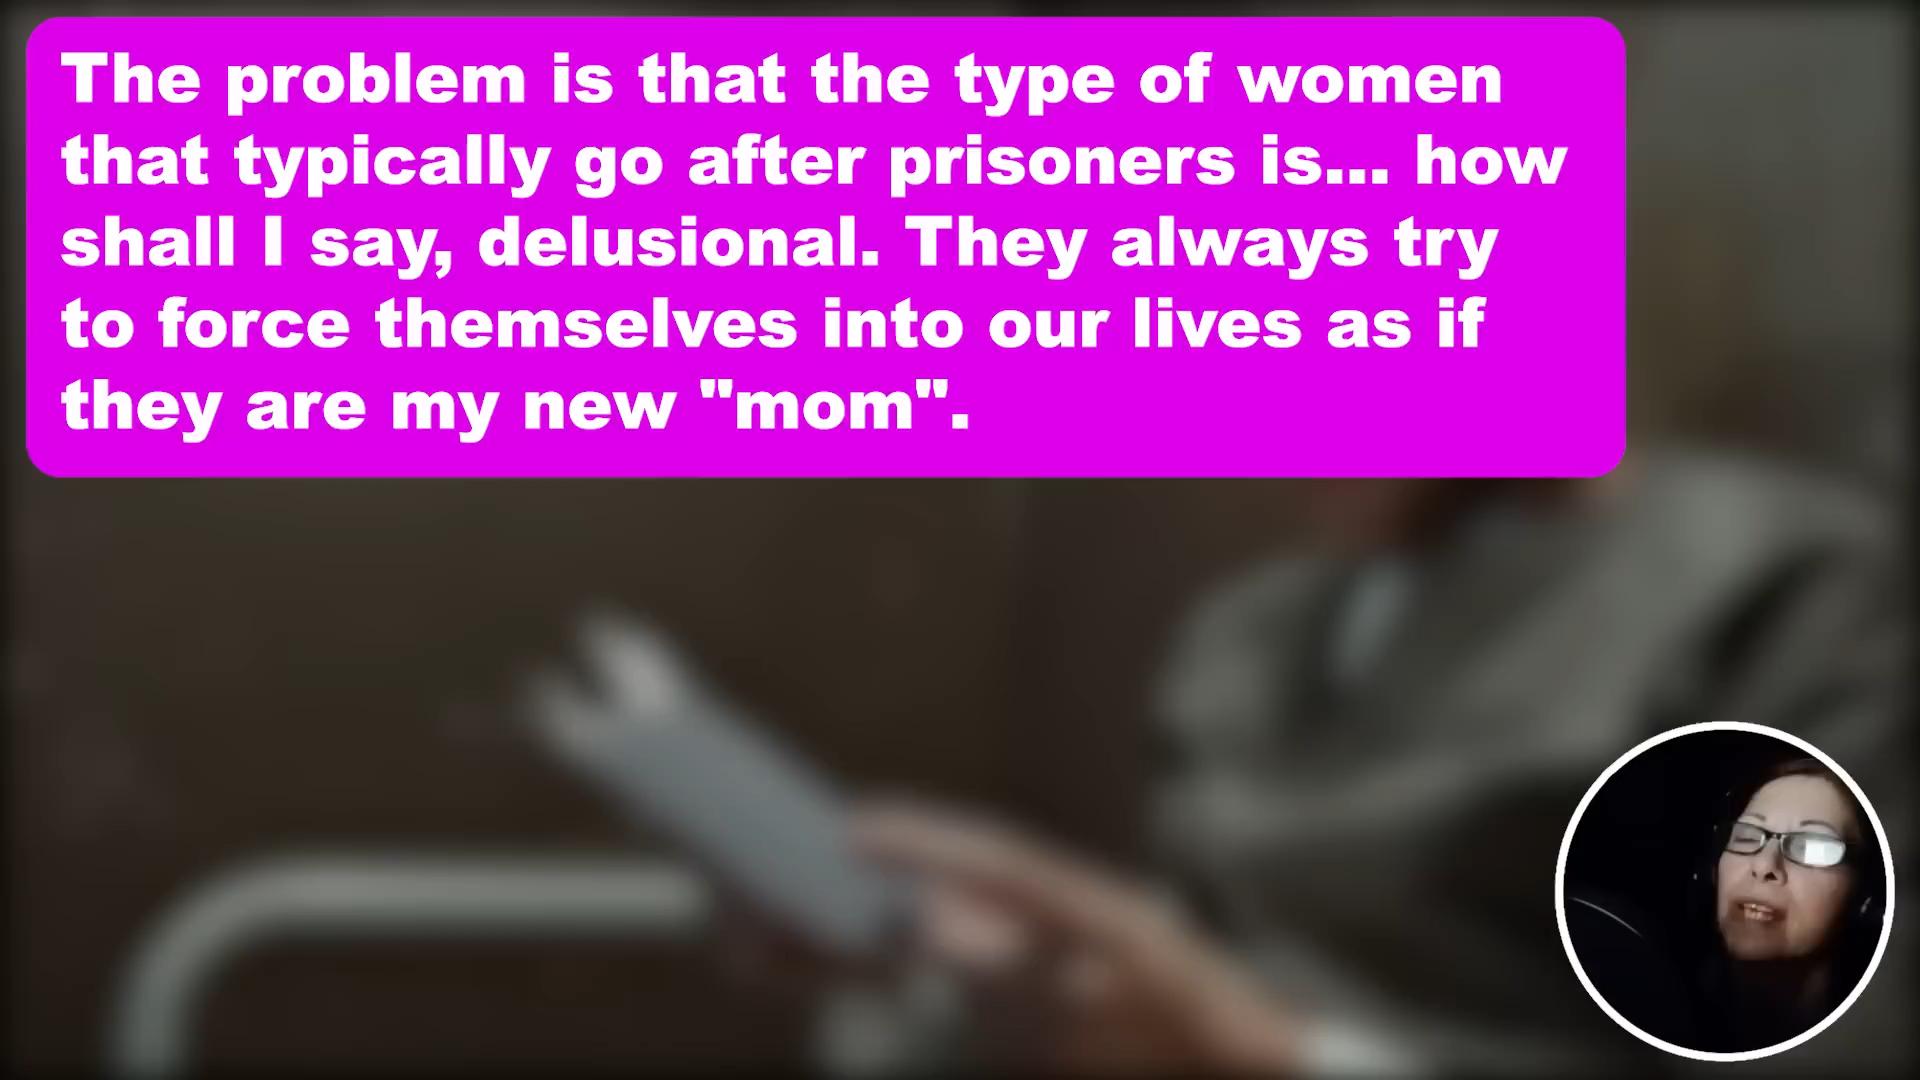 The problem is that the type of women
that typically go after prisoners is... how
shall I say, delusional. They always try
to force themselves into our lives as if
they are my new "mom".